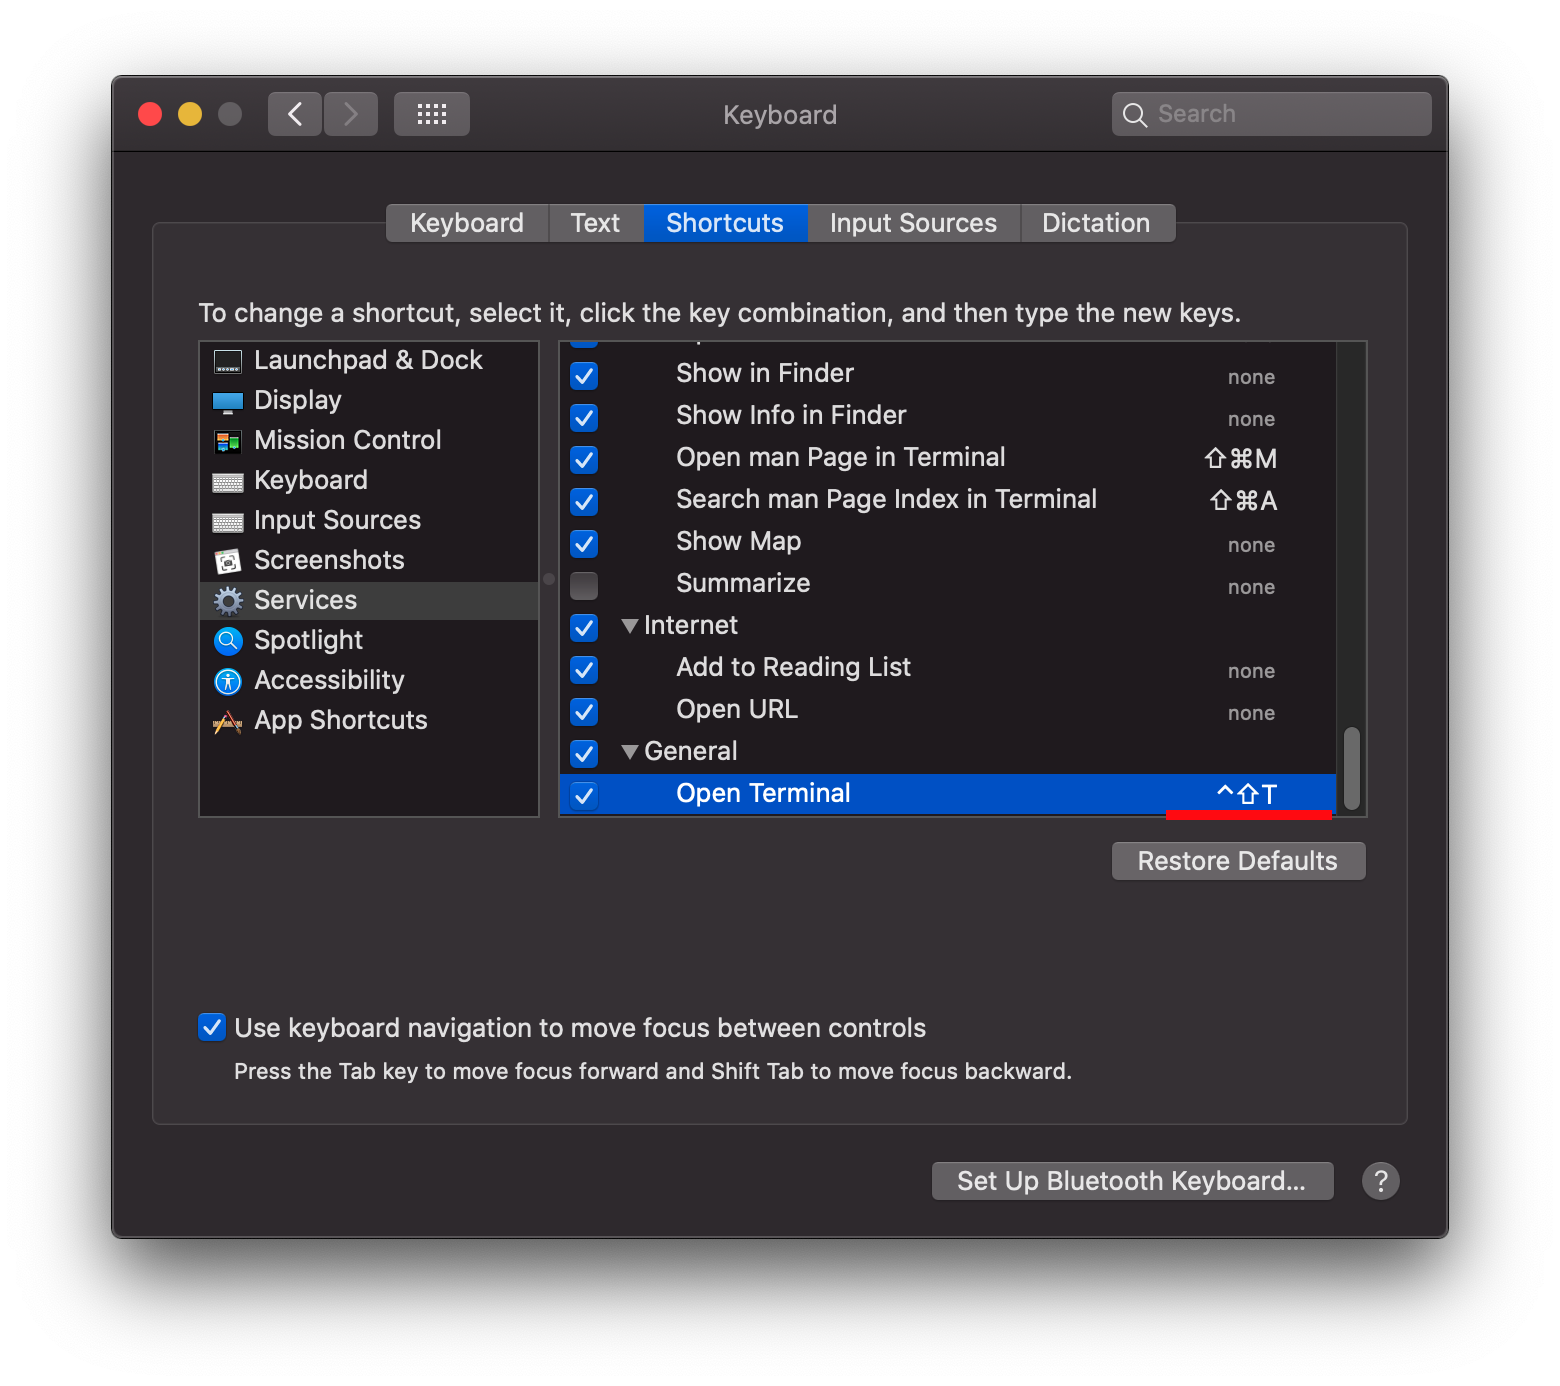 Keyboard
Search
Keyboard
Text
Shortcuts
Input Sources
Dictation
To change a shortcut, select it, click the key combination, and then type the new keys.
Launchpad & Dock
Display
Mission Control
Keyboard
Input Sources
Screenshots
Services
Spotlight
Accessibility
App Shortcuts
Show in Finder none
Show Info in Finder none
Open man Page in Terminal ⇧⌘M
Search man Page Index in Terminal ⇧⌘A
Show Map none
Summarize none
Internet
Add to Reading List none
Open URL none
General
Open Terminal ^⇧T
Restore Defaults
Use keyboard navigation to move focus between controls
Press the Tab key to move focus forward and Shift Tab to move focus backward.
Set Up Bluetooth Keyboard...
?